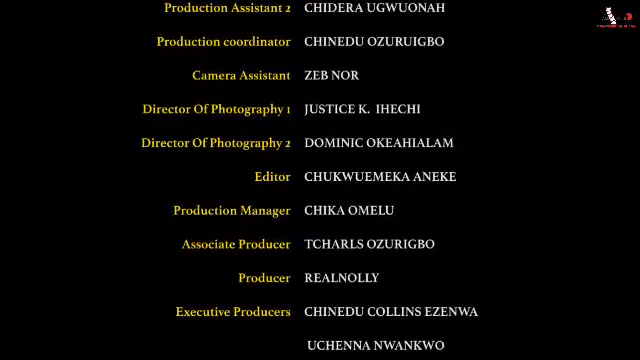 Production Assistant 2 CHIDERA UGWUONAH
Production coordinator CHINEDU OZURUIGBO
Camera Assistant ZEB NOR
Director Of Photography 1 JUSTICE K. IHECHI
Director Of Photography 2 DOMINIC OKEAHIALAM
Editor CHUKWUEMEKA ANEKE
Production Manager CHIKA OMELU
Associate Producer TCHARLS OZURIGBO
Producer REALNOLLY
Executive Producers CHINEDU COLLINS EZENWA
UCHENNA NWANKWO